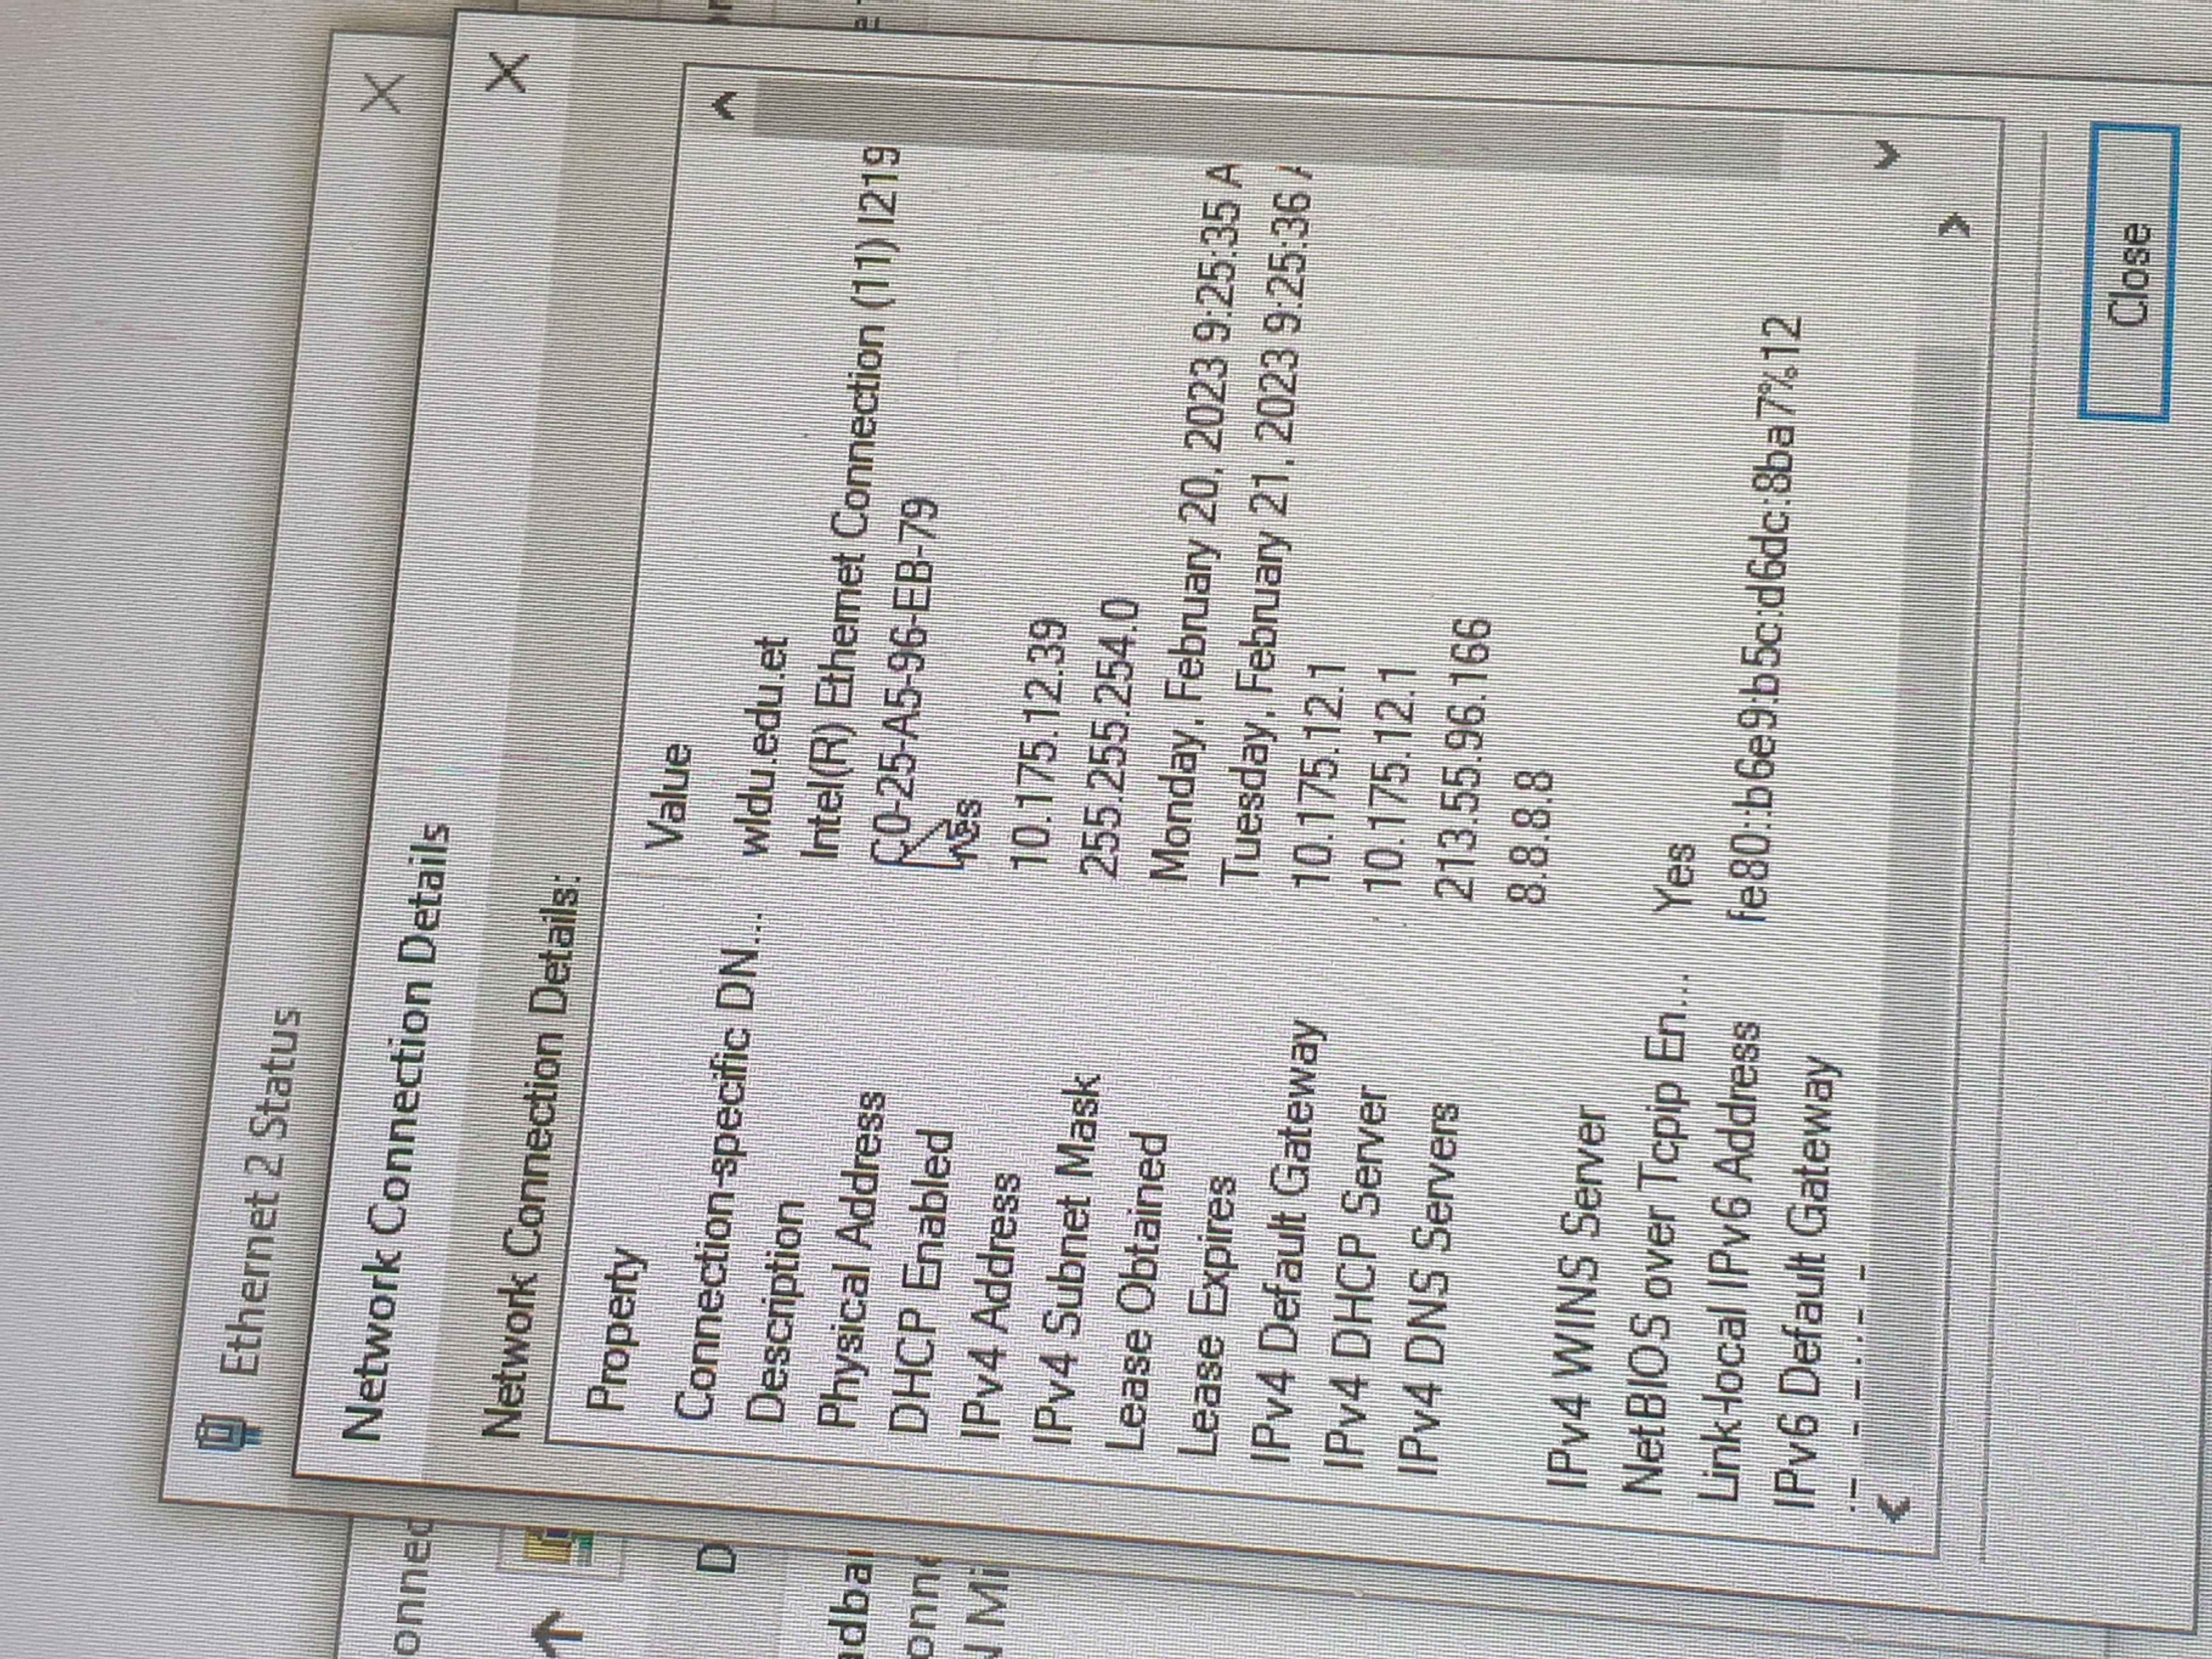 Ethernet 2 Status
Network Connection Details
Network Connection Details:
Property Value
Connection-specific DN... wldu.edu.et
Description Intel(R) Ethernet Connection (11) I219
Physical Address C0-25-A5-96-EB-79
DHCP Enabled Yes
IPv4 Address 10.175.12.39
IPv4 Subnet Mask 255.255.254.0
Lease Obtained Monday, February 20, 2023 9:25:35 A
Lease Expires Tuesday, February 21, 2023 9:25:36 A
IPv4 Default Gateway 10.175.12.1
IPv4 DHCP Server 10.175.12.1
IPv4 DNS Servers 213.55.96.166
8.8.8.8
IPv4 WINS Server
NetBIOS over Tcpip En... Yes
Link-local IPv6 Address fe80::b6e9:b5c:d6dc:8ba7%12
IPv6 Default Gateway
Close
onnec
D
adba
onne
Mi